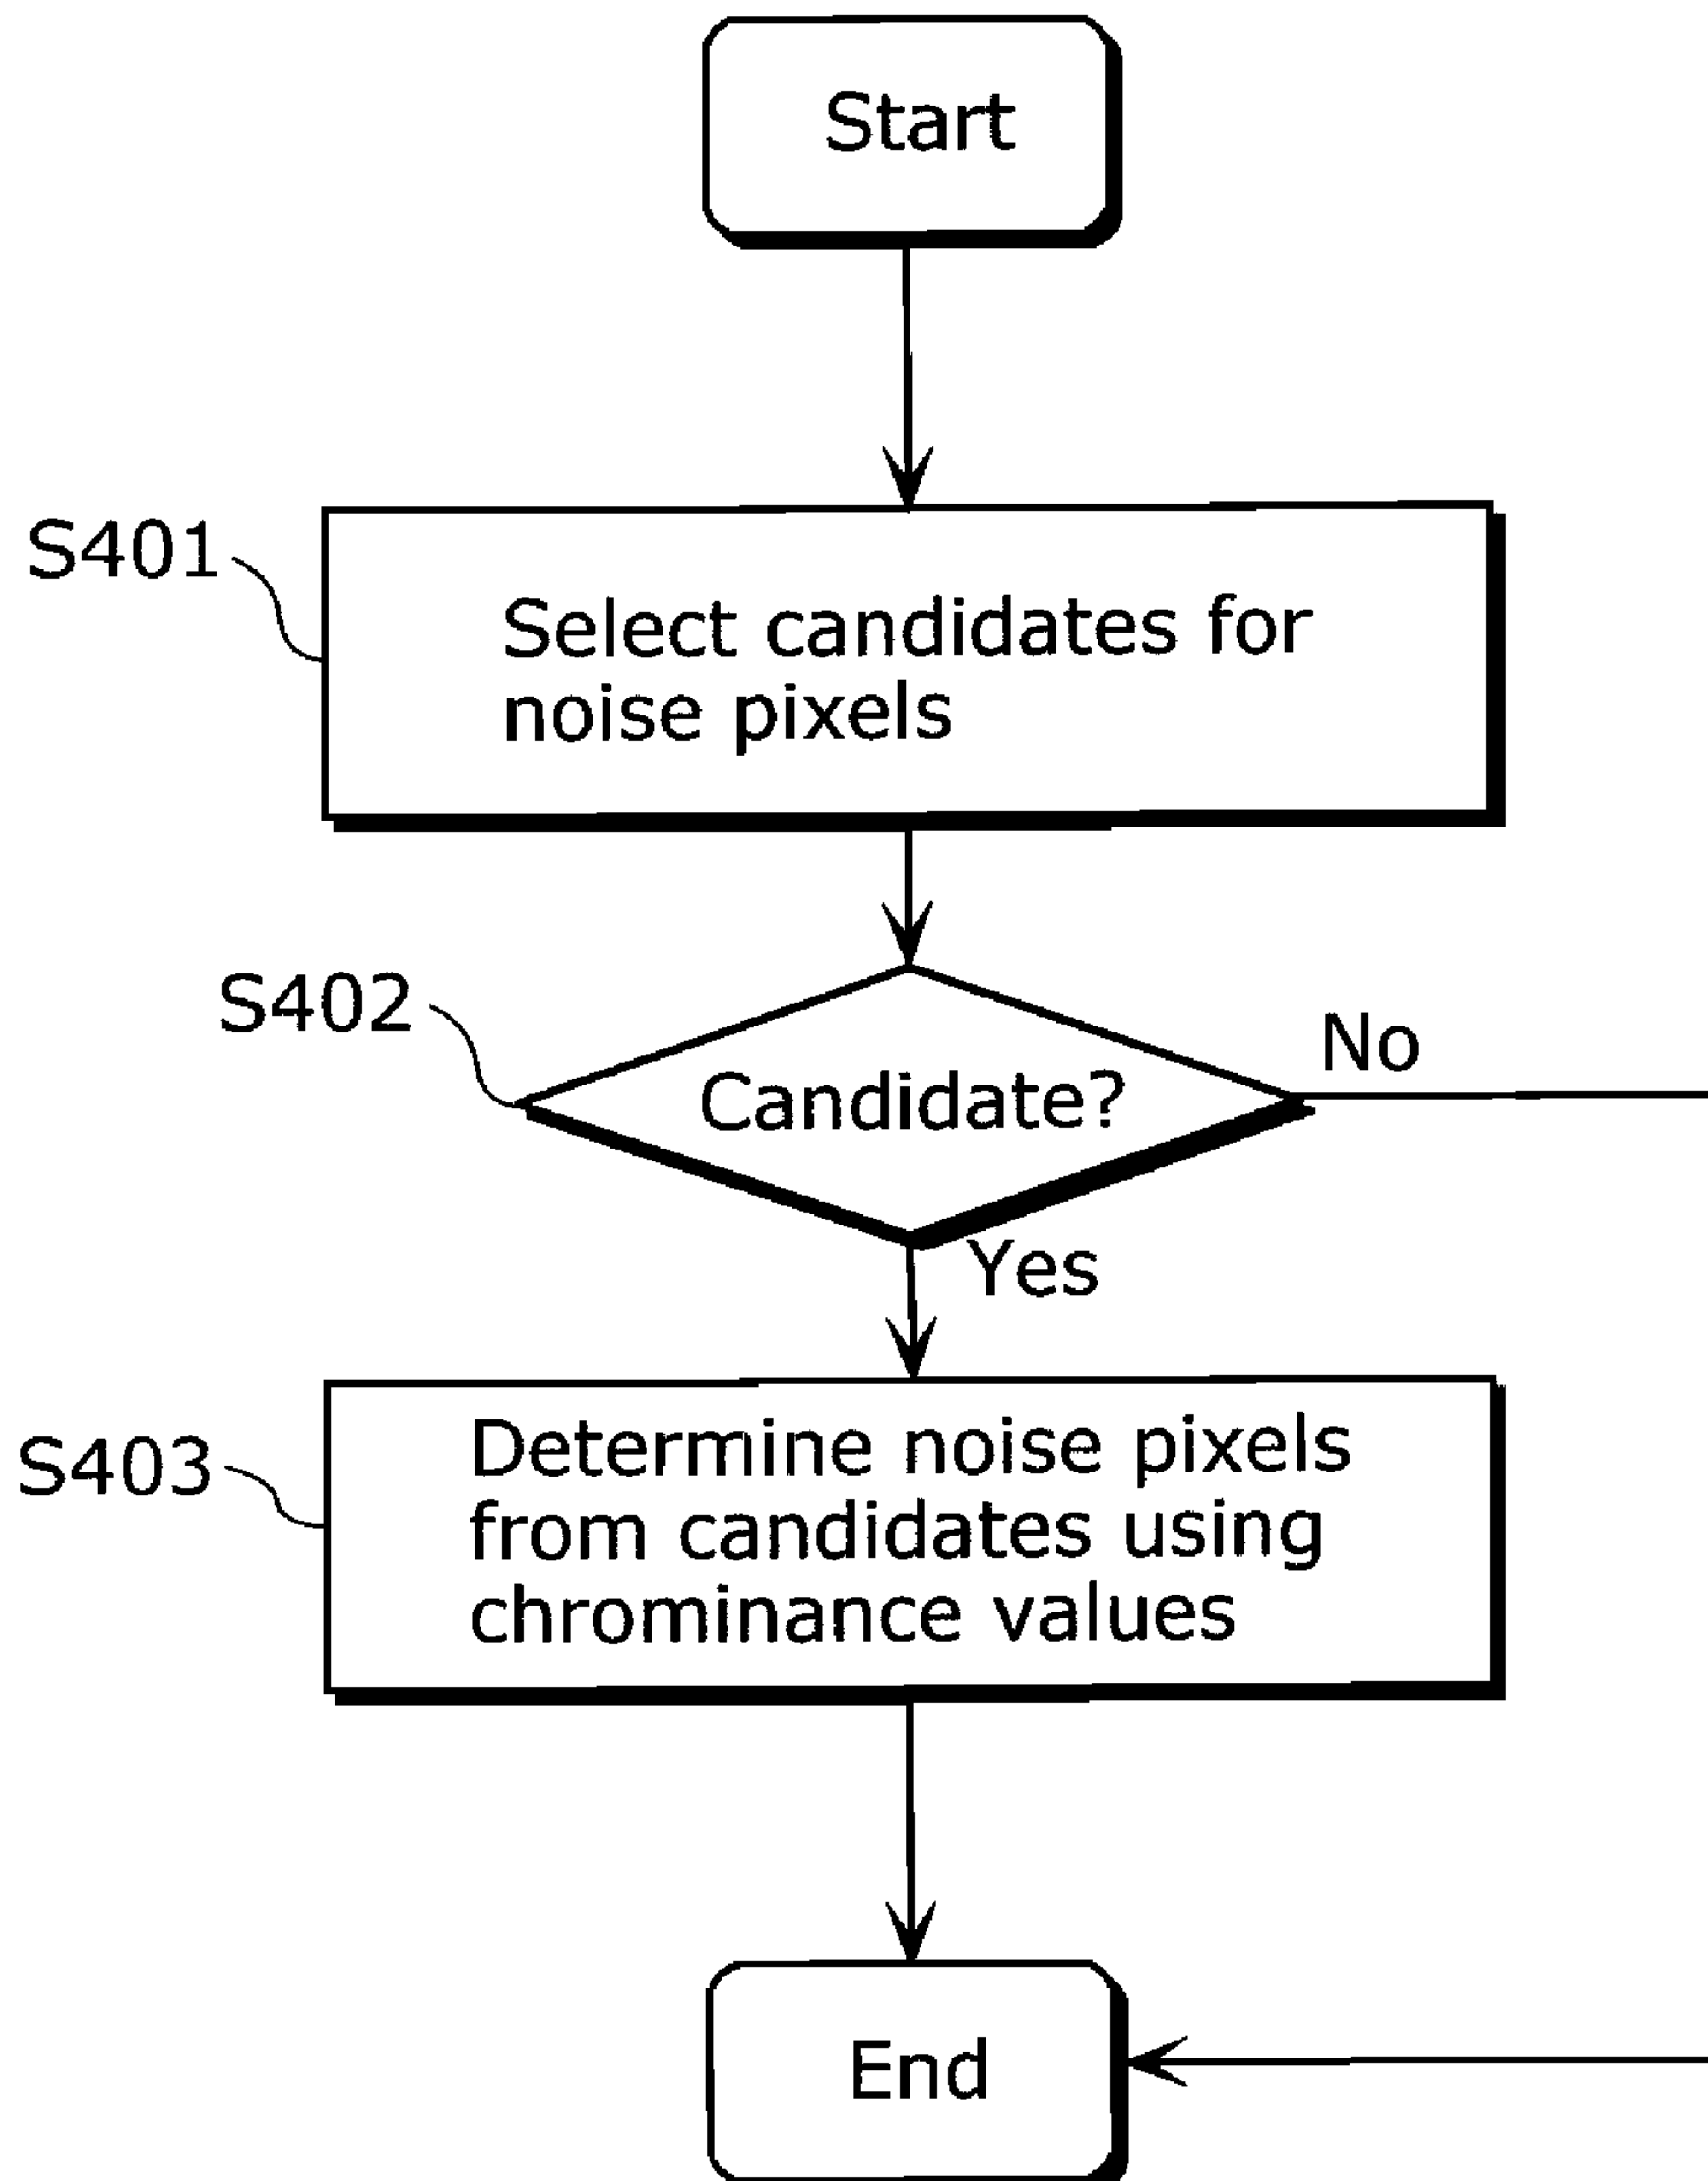 Start
S401
Select candidates for
noise pixels
S402
Candidate?
No
Yes
S403
Determine noise pixels
from candidates using
chrominance values
End